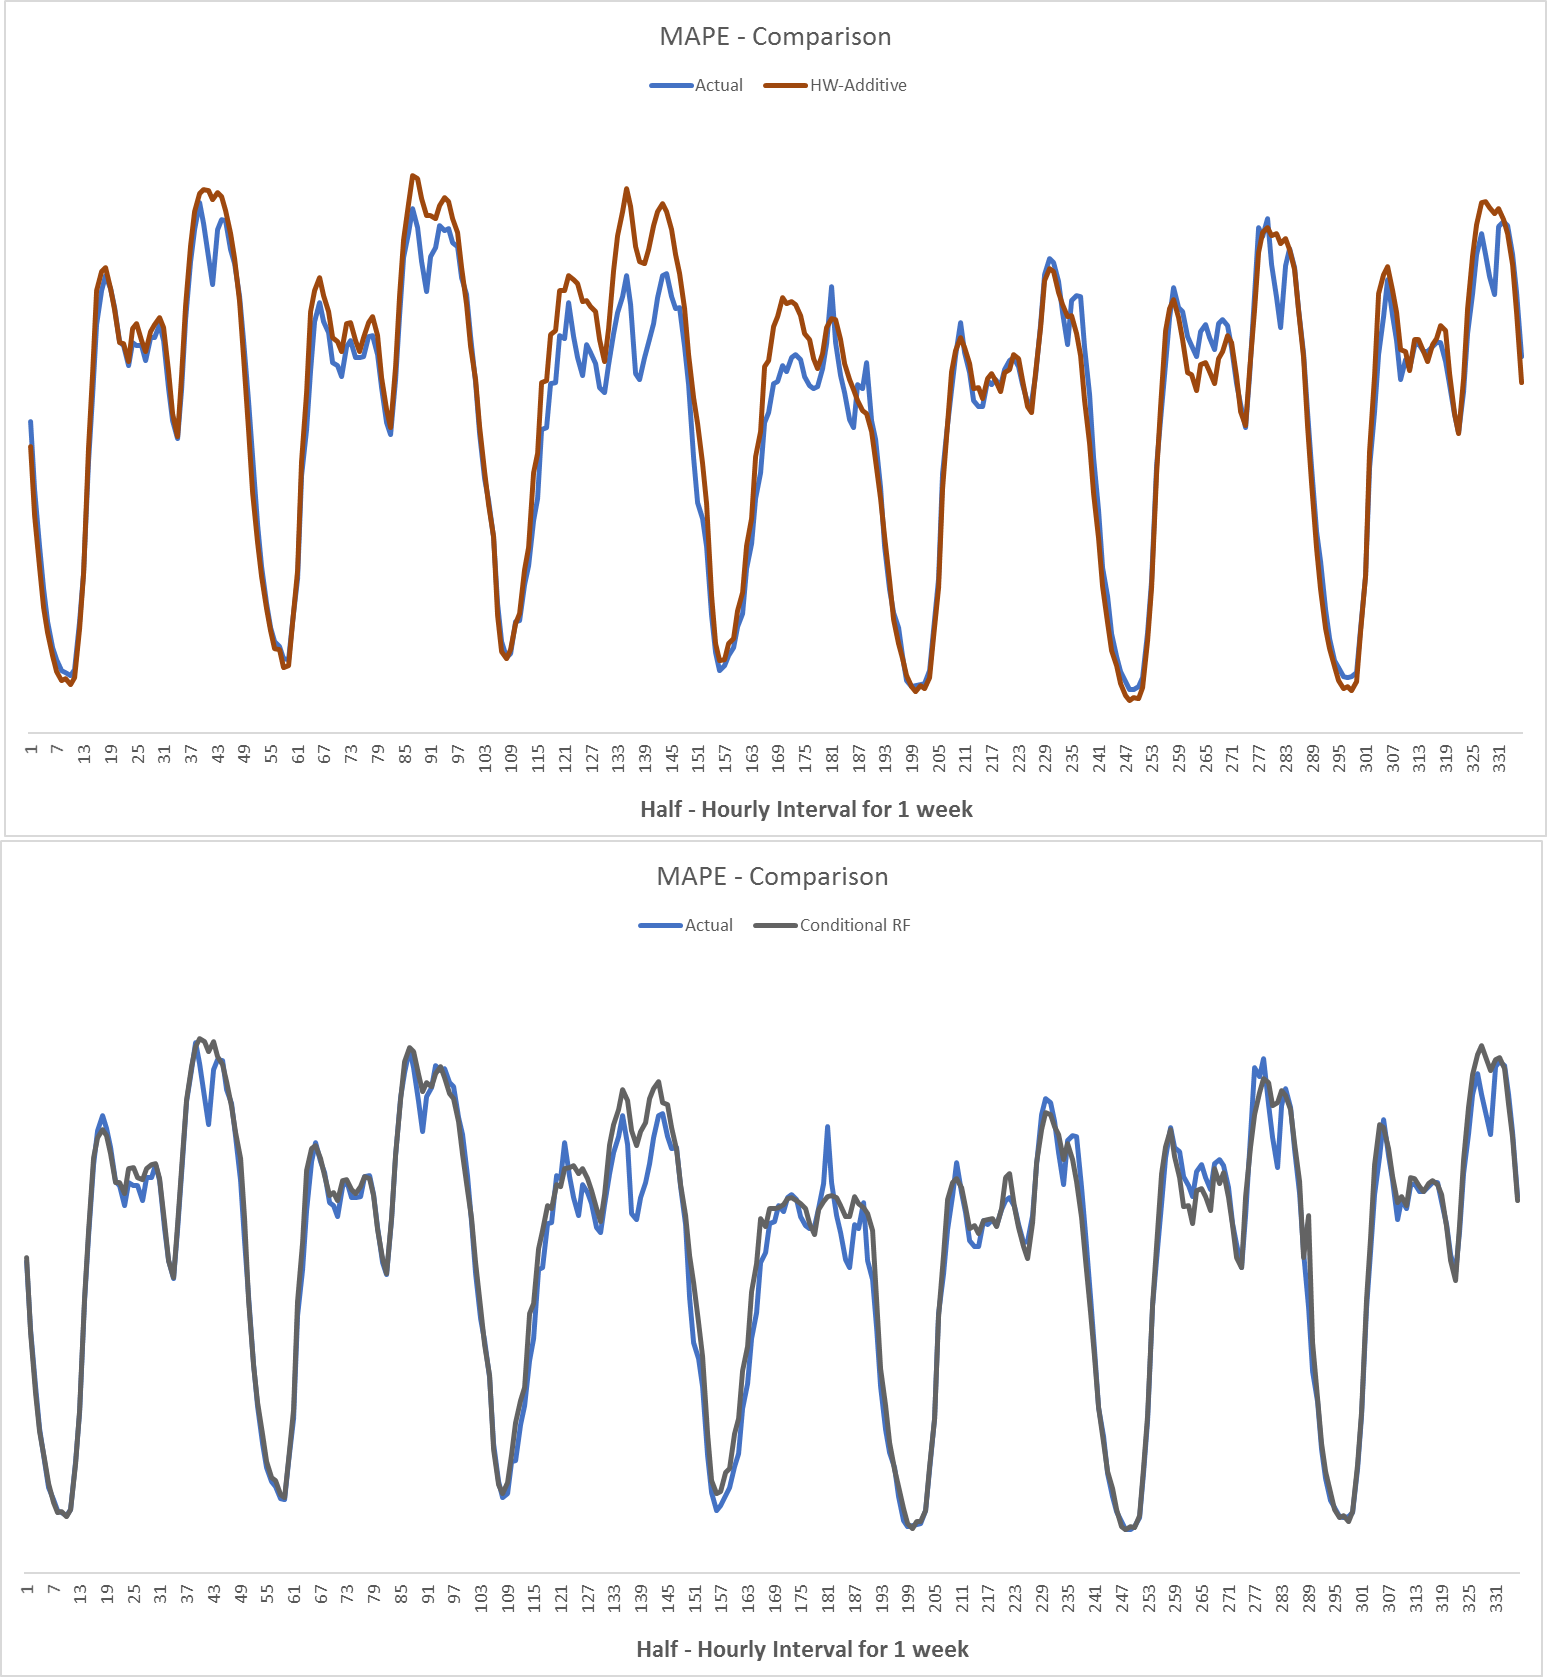 MAPE - Comparison
Actual HW-Additive
1 7 13 19 25 31 37 43 49 55 61 67 73 79 85 91 97 103 109 115 121 127 133 139 145 151 157 163 169 175 181 187 193 199 205 211 217 223 229 235 241 247 253 259 265 271 277 283 289 295 301 307 313 319 325 331
Half - Hourly Interval for 1 week
MAPE - Comparison
Actual Conditional RF
1 7 13 19 25 31 37 43 49 55 61 67 73 79 85 91 97 103 109 115 121 127 133 139 145 151 157 163 169 175 181 187 193 199 205 211 217 223 229 235 241 247 253 259 265 271 277 283 289 295 301 307 313 319 325 331
Half - Hourly Interval for 1 week